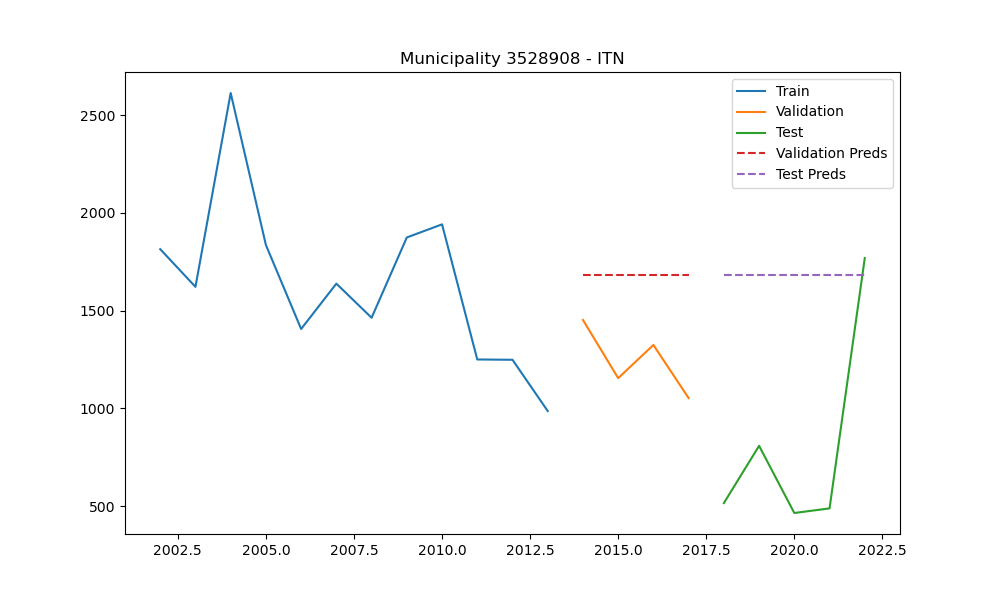 Municipality 3528908 - ITN
Train
Validation
Test
Validation Preds
Test Preds
2500
2000
1500
1000
500
2002.5 2005.0 2007.5 2010.0 2012.5 2015.0 2017.5 2020.0 2022.5